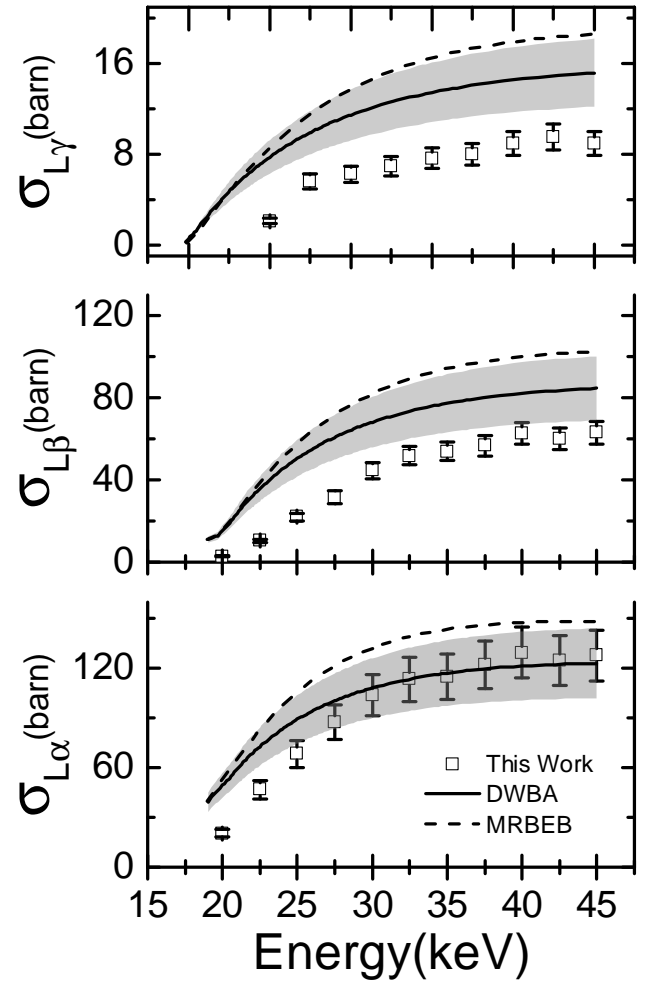 16
8
0
σLγ(barn)
120
80
40
0
σLβ(barn)
120
60
0
σLα(barn)
This Work
DWBA
MRBEB
15 20 25 30 35 40 45
Energy(keV)